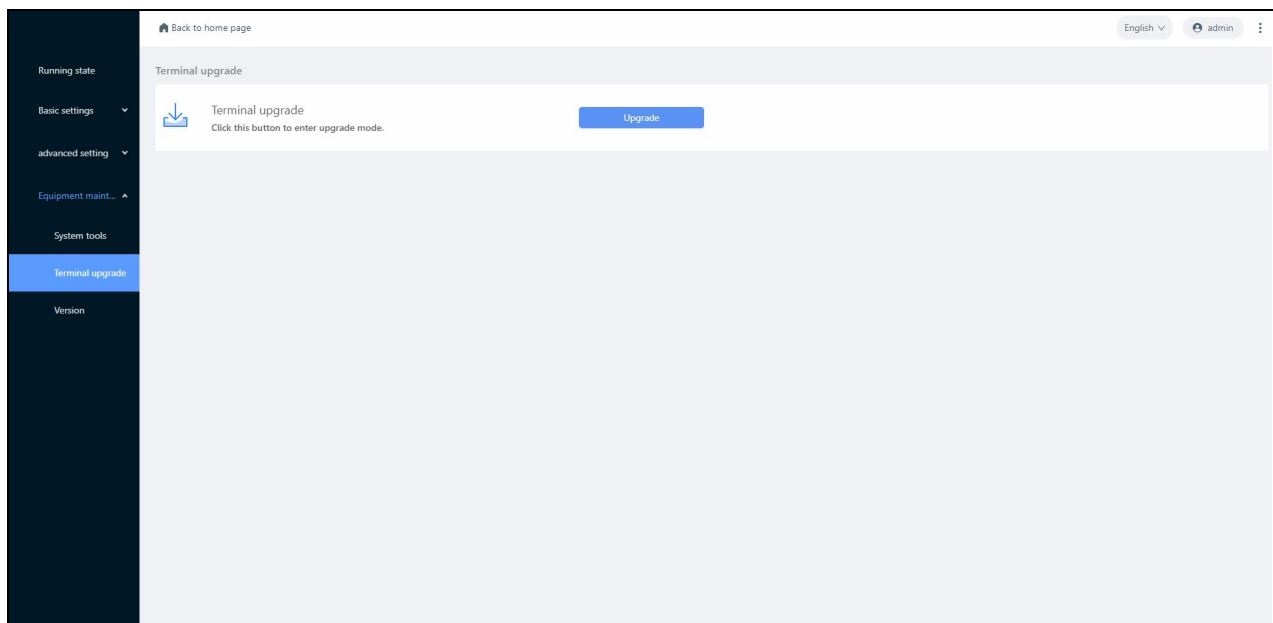 Back to home page
English
admin
Running state
Basic settings
advanced setting
Equipment maint...
System tools
Terminal upgrade
Version
Terminal upgrade
Terminal upgrade
Click this button to enter upgrade mode.
Upgrade